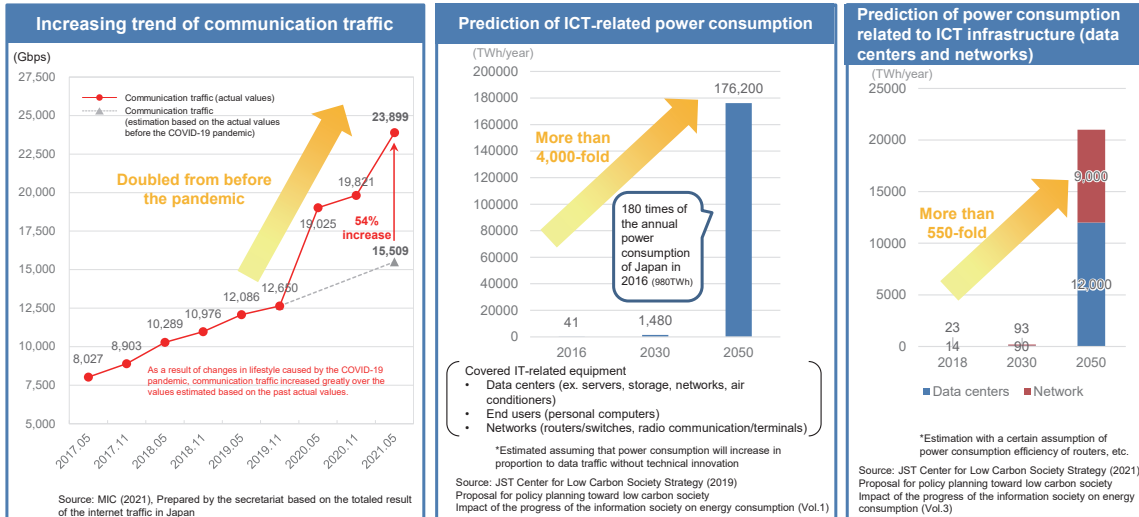 Increasing trend of communication traffic
(Gbps)
27,500
25,000
22,500
20,000
17,500
15,000
12,500
10,000
7,500
5,000
Communication traffic (actual values)
Communication traffic
(estimation based on the actual values
before the COVID-19 pandemic)
Doubled from before
the pandemic
23,899
19,821
19,025
54%
increase
15,509
12,650
12,086
10,976
10,289
8,903
8,027
As a result of changes in lifestyle caused by the COVID-19
pandemic, communication traffic increased greatly over the
values estimated based on the past actual values.
2017.05
2017.11
2018.05
2018.11
2019.05
2019.11
2020.05
2020.11
2021.05
Source: MIC (2021), Prepared by the secretariat based on the totaled result
of the internet traffic in Japan
Prediction of ICT-related power consumption
(TWh/year)
200000
180000
160000
140000
120000
100000
80000
60000
40000
20000
0
176,200
More than
4,000-fold
180 times of
the annual
power
consumption
of Japan in
2016 (980TWh)
41
1,480
2016
2030
2050
Covered IT-related equipment
• Data centers (ex. servers, storage, networks, air
conditioners)
• End users (personal computers)
• Networks (routers/switches, radio communication/terminals)
*Estimated assuming that power consumption will increase in
proportion to data traffic without technical innovation
Source: JST Center for Low Carbon Society Strategy (2019)
Proposal for policy planning toward low carbon society
Impact of the progress of the information society on energy consumption (Vol.1)
Prediction of power consumption
related to ICT infrastructure (data
centers and networks)
(TWh/year)
25000
20000
15000
10000
5000
0
More than
550-fold
9,000
12,000
23
14
93
90
2018
2030
2050
Data centers
Network
*Estimation with a certain assumption of
power consumption efficiency of routers, etc.
Source: JST Center for Low Carbon Society Strategy (2021)
Proposal for policy planning toward low carbon society
Impact of the progress of the information society on energy
consumption (Vol.3)